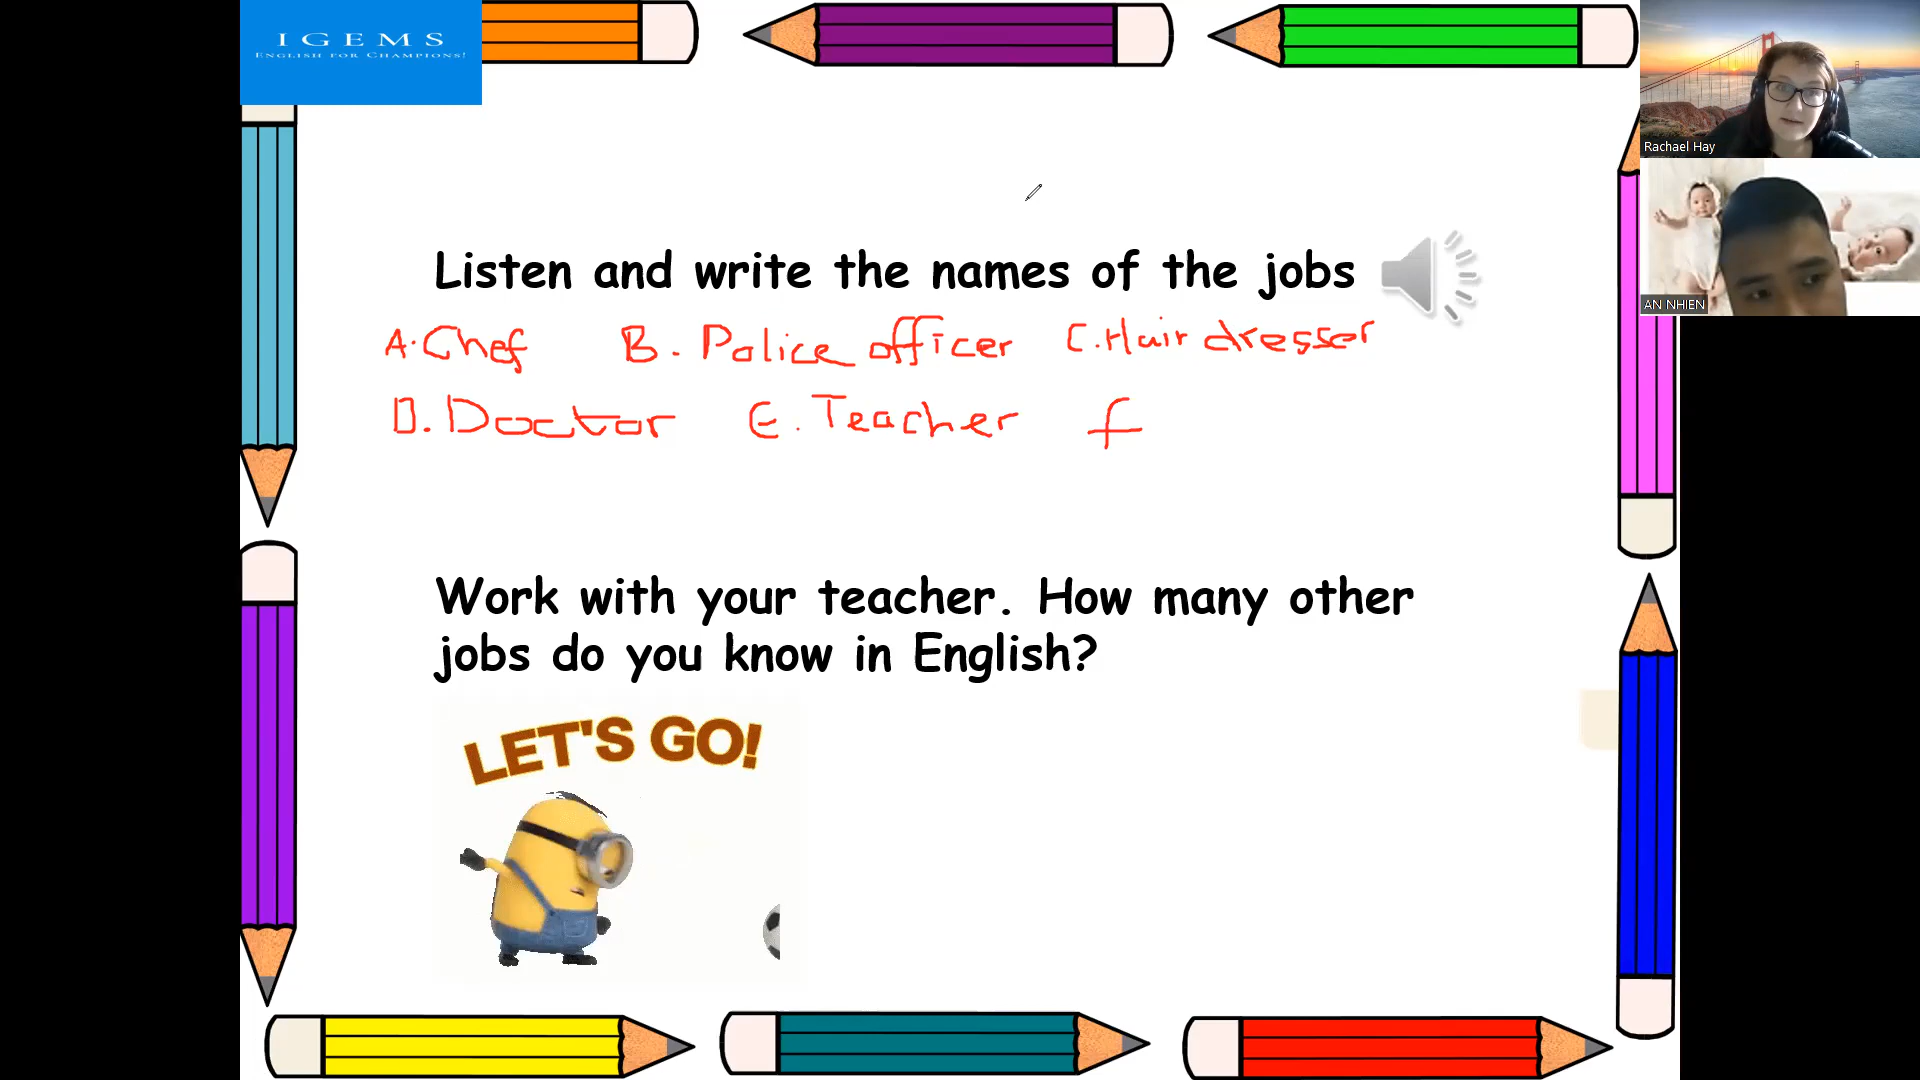 IGEMS
ENGLISH FOR CHAMPIONS!
Rachael Hay
AN NHIEN
Listen and write the names of the jobs
A. Chef B. Police officer C. Hair dresser
D. Doctor E. Teacher f
Work with your teacher. How many other
jobs do you know in English?
LET'S GO!